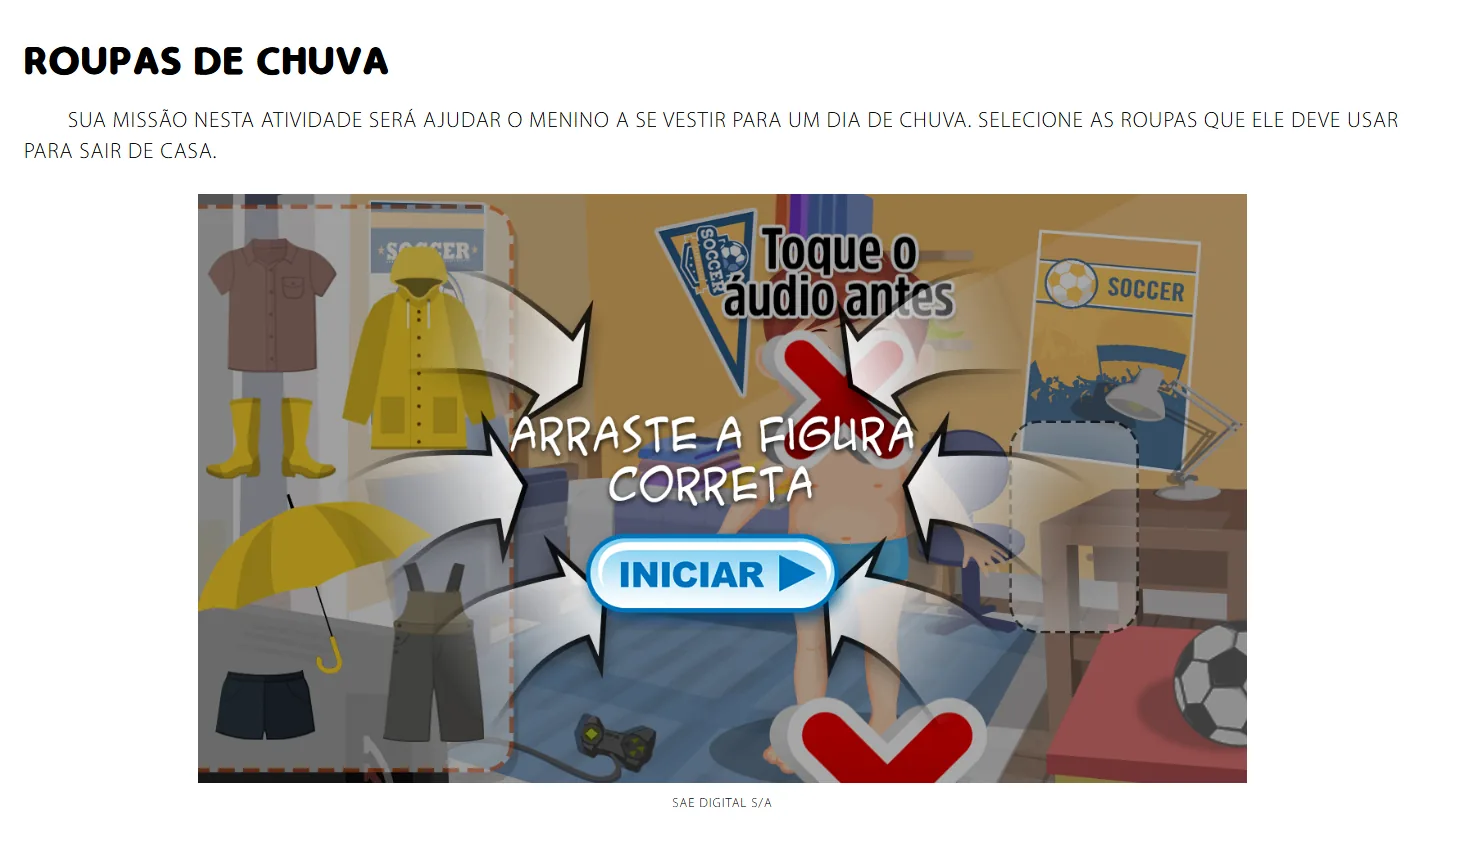 ROUPAS DE CHUVA
SUA MISSÃO NESTA ATIVIDADE SERÁ AJUDAR O MENINO A SE VESTIR PARA UM DIA DE CHUVA. SELECIONE AS ROUPAS QUE ELE DEVE USAR
PARA SAIR DE CASA.
SOCCER
SOCCER
Toque o
áudio antes
SOCCER
ARRASTE A FIGURA
CORRETA
INICIAR
SAE DIGITAL S/A